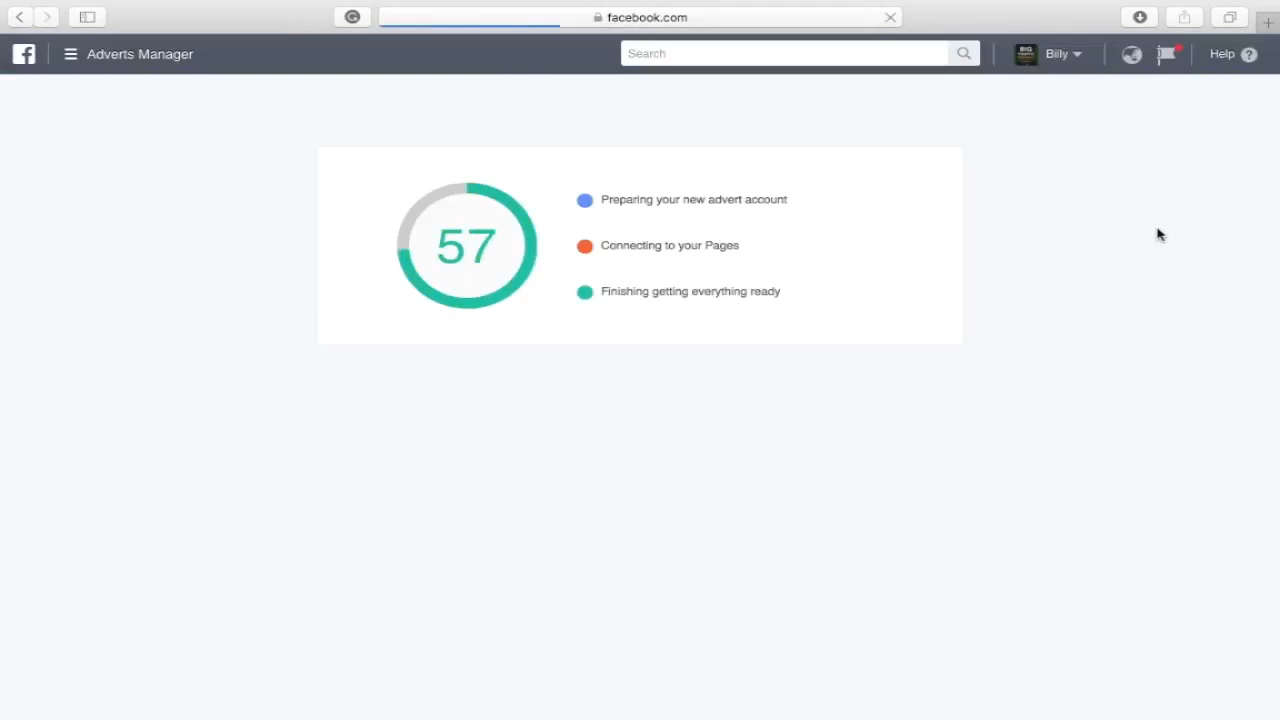 facebook.com
Adverts Manager
Search
BIG
Billy
Help
57
Preparing your new advert account
Connecting to your Pages
Finishing getting everything ready